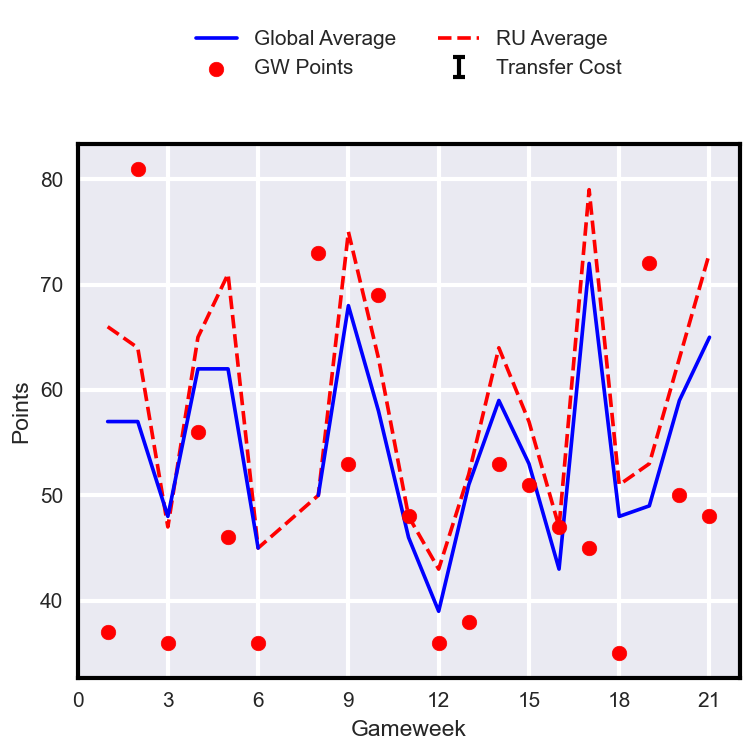 Global Average RU Average
GW Points Transfer Cost
80
70
60
50
40
Points
0 3 6 9 12 15 18 21
Gameweek